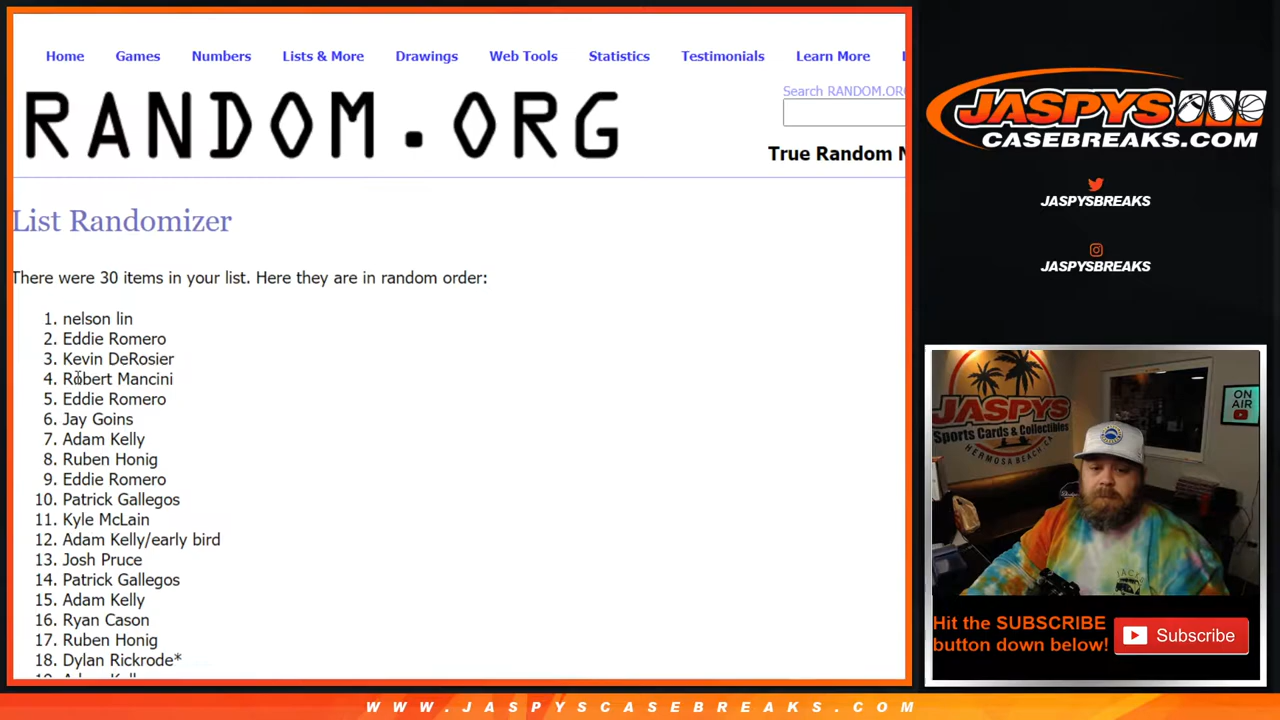 Home Games Numbers Lists & More Drawings Web Tools Statistics Testimonials Learn More
Search RANDOM.OR
RANDOM.ORG
True Random
List Randomizer
There were 30 items in your list. Here they are in random order:
1. nelson lin
2. Eddie Romero
3. Kevin DeRosier
4. Robert Mancini
5. Eddie Romero
6. Jay Goins
7. Adam Kelly
8. Ruben Honig
9. Eddie Romero
10. Patrick Gallegos
11. Kyle McLain
12. Adam Kelly/early bird
13. Josh Pruce
14. Patrick Gallegos
15. Adam Kelly
16. Ryan Cason
17. Ruben Honig
18. Dylan Rickrode*
JASPYS
CASEBREAKS.COM
JASPYSBREAKS
JASPYSBREAKS
JASPYS
Sports Cards & Collectibles
HERMOSA BEACH CA
ON
AIR
Hit the SUBSCRIBE
button down below!
Subscribe
WWW.JASPYSCASEBREAKS.COM